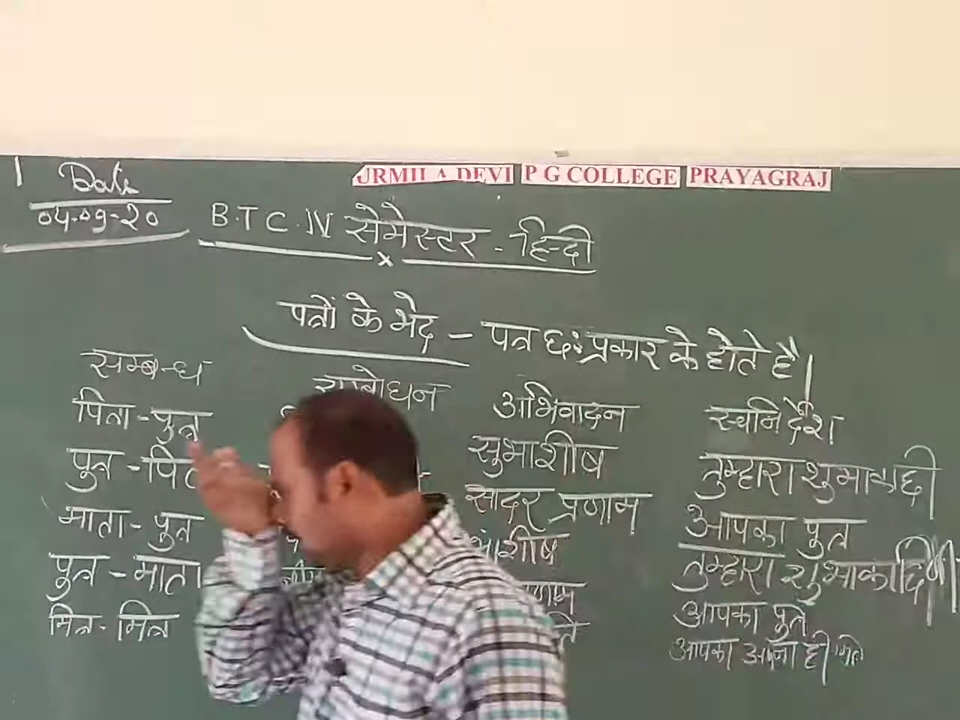 URMILA DEVI P G COLLEGE PRAYAGRAJ
Date
04-09-20
B.T.C. IV सेमेस्टर - हिन्दी
पत्रों के भेद - पत्र छः प्रकार के होते है।
सम्बन्ध सम्बोधन अभिवादन स्वनिर्देश
पिता - पुत्र सुभाशीष तुम्हारा शुभाकांक्षी
पुत्र - पिता सादर प्रणाम आपका पुत्र
माता - पुत्र तुम्हारा शुभाकांक्षी
पुत्र - माता आपका पुत्र
मित्र - मित्र आपका अपना ही